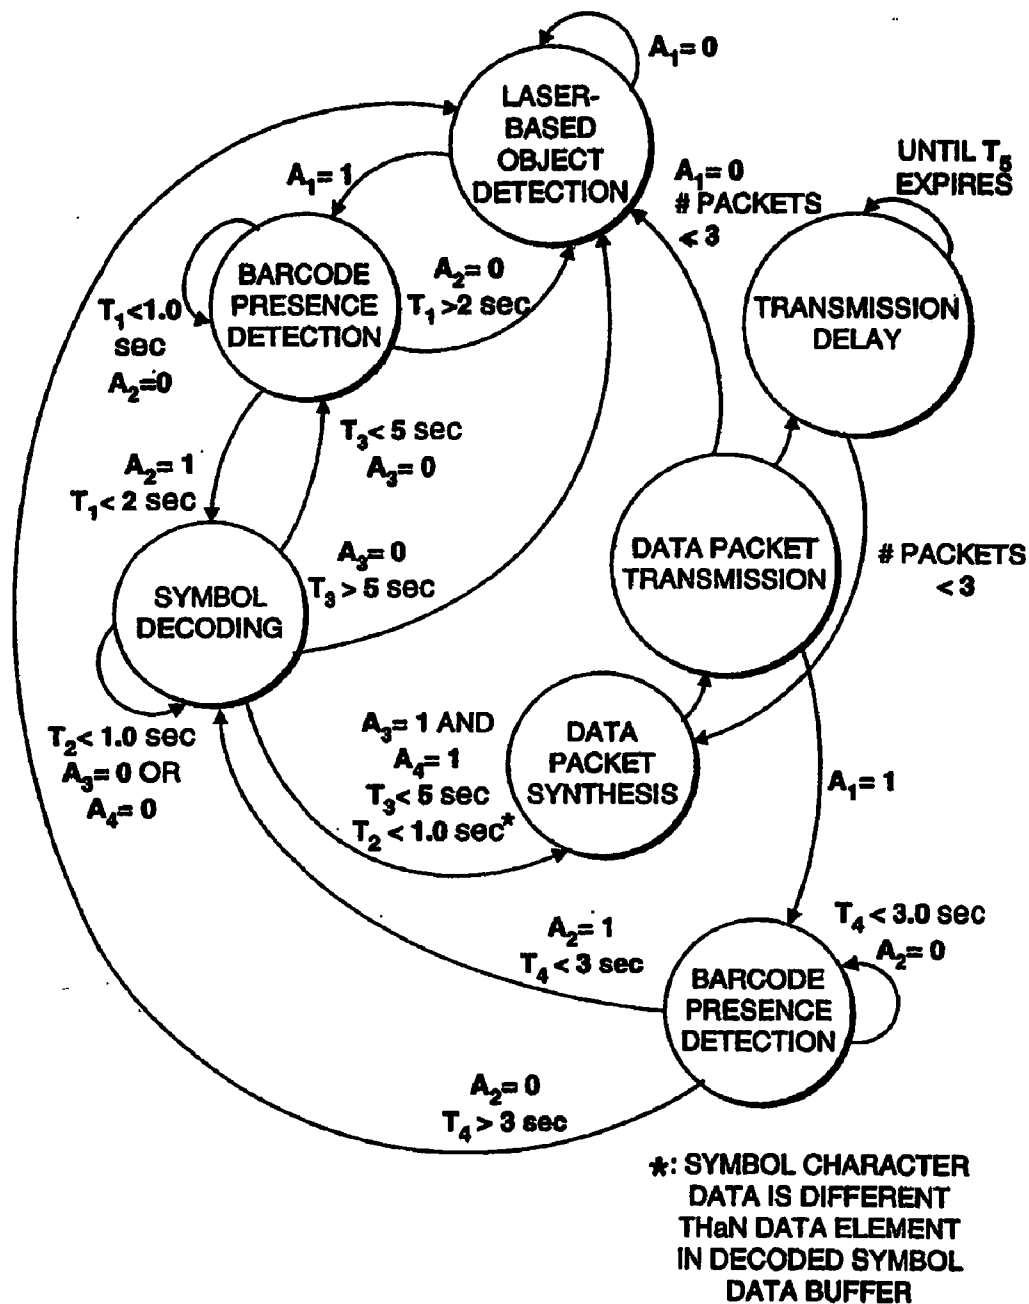 A1= 0
LASER-
BASED
OBJECT
DETECTION
A1= 1
A1= 0
# PACKETS
< 3
UNTIL T5
EXPIRES
BARCODE
PRESENCE
DETECTION
A2= 0
T1 >2 sec
TRANSMISSION
DELAY
T1<1.0
sec
A2=0
T3< 5 sec
A3= 0
A2= 1
T1< 2 sec
A3= 0
T3 > 5 sec
SYMBOL
DECODING
DATA PACKET
TRANSMISSION
# PACKETS
< 3
T2< 1.0 sec
A3= 0 OR
A4= 0
A3= 1 AND
A4= 1
T3< 5 sec
T2 < 1.0 sec*
DATA
PACKET
SYNTHESIS
A1= 1
A2= 1
T4< 3 sec
T4 < 3.0 sec
A2= 0
BARCODE
PRESENCE
DETECTION
A2= 0
T4 > 3 sec
*: SYMBOL CHARACTER
DATA IS DIFFERENT
THaN DATA ELEMENT
IN DECODED SYMBOL
DATA BUFFER